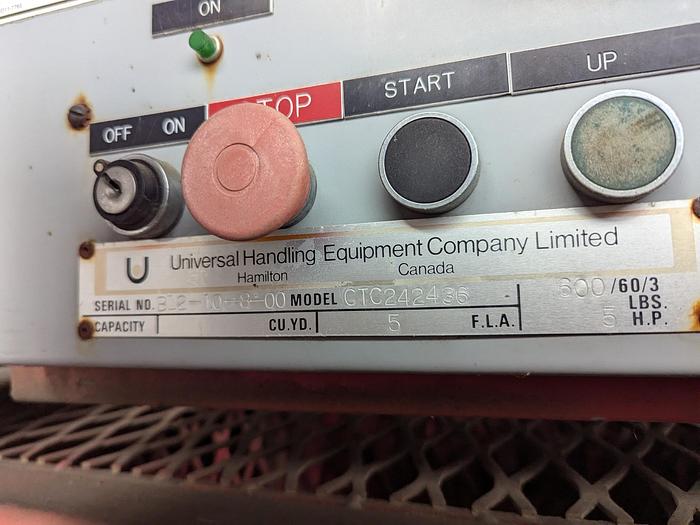 ON
OFF ON
TOP
START
UP
Universal Handling Equipment Company Limited
Hamilton Canada
SERIAL NO. MODEL GTC242436 600/60/3
LBS.
CAPACITY CU.YD. 5 F.L.A. 5 H.P.